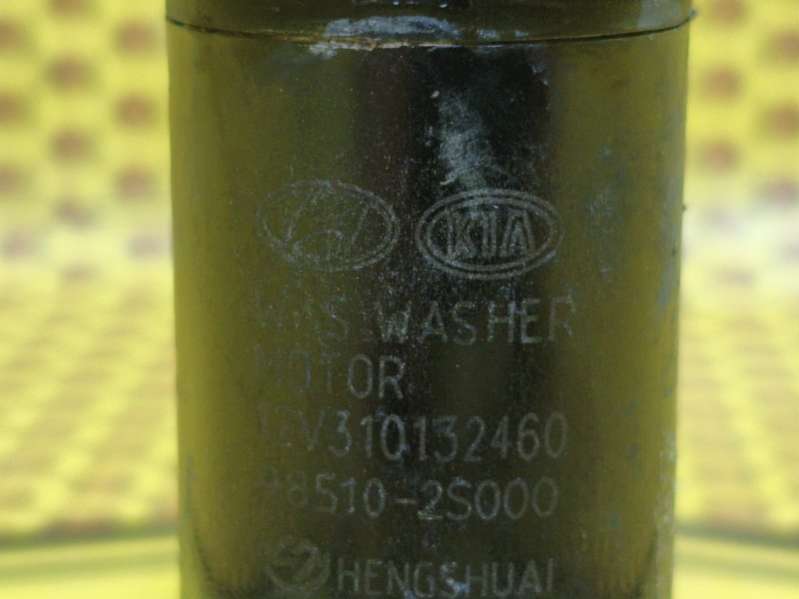 KIA
WASHER
MOTOR
12V310132460
98510-2S000
HENGSHUAI